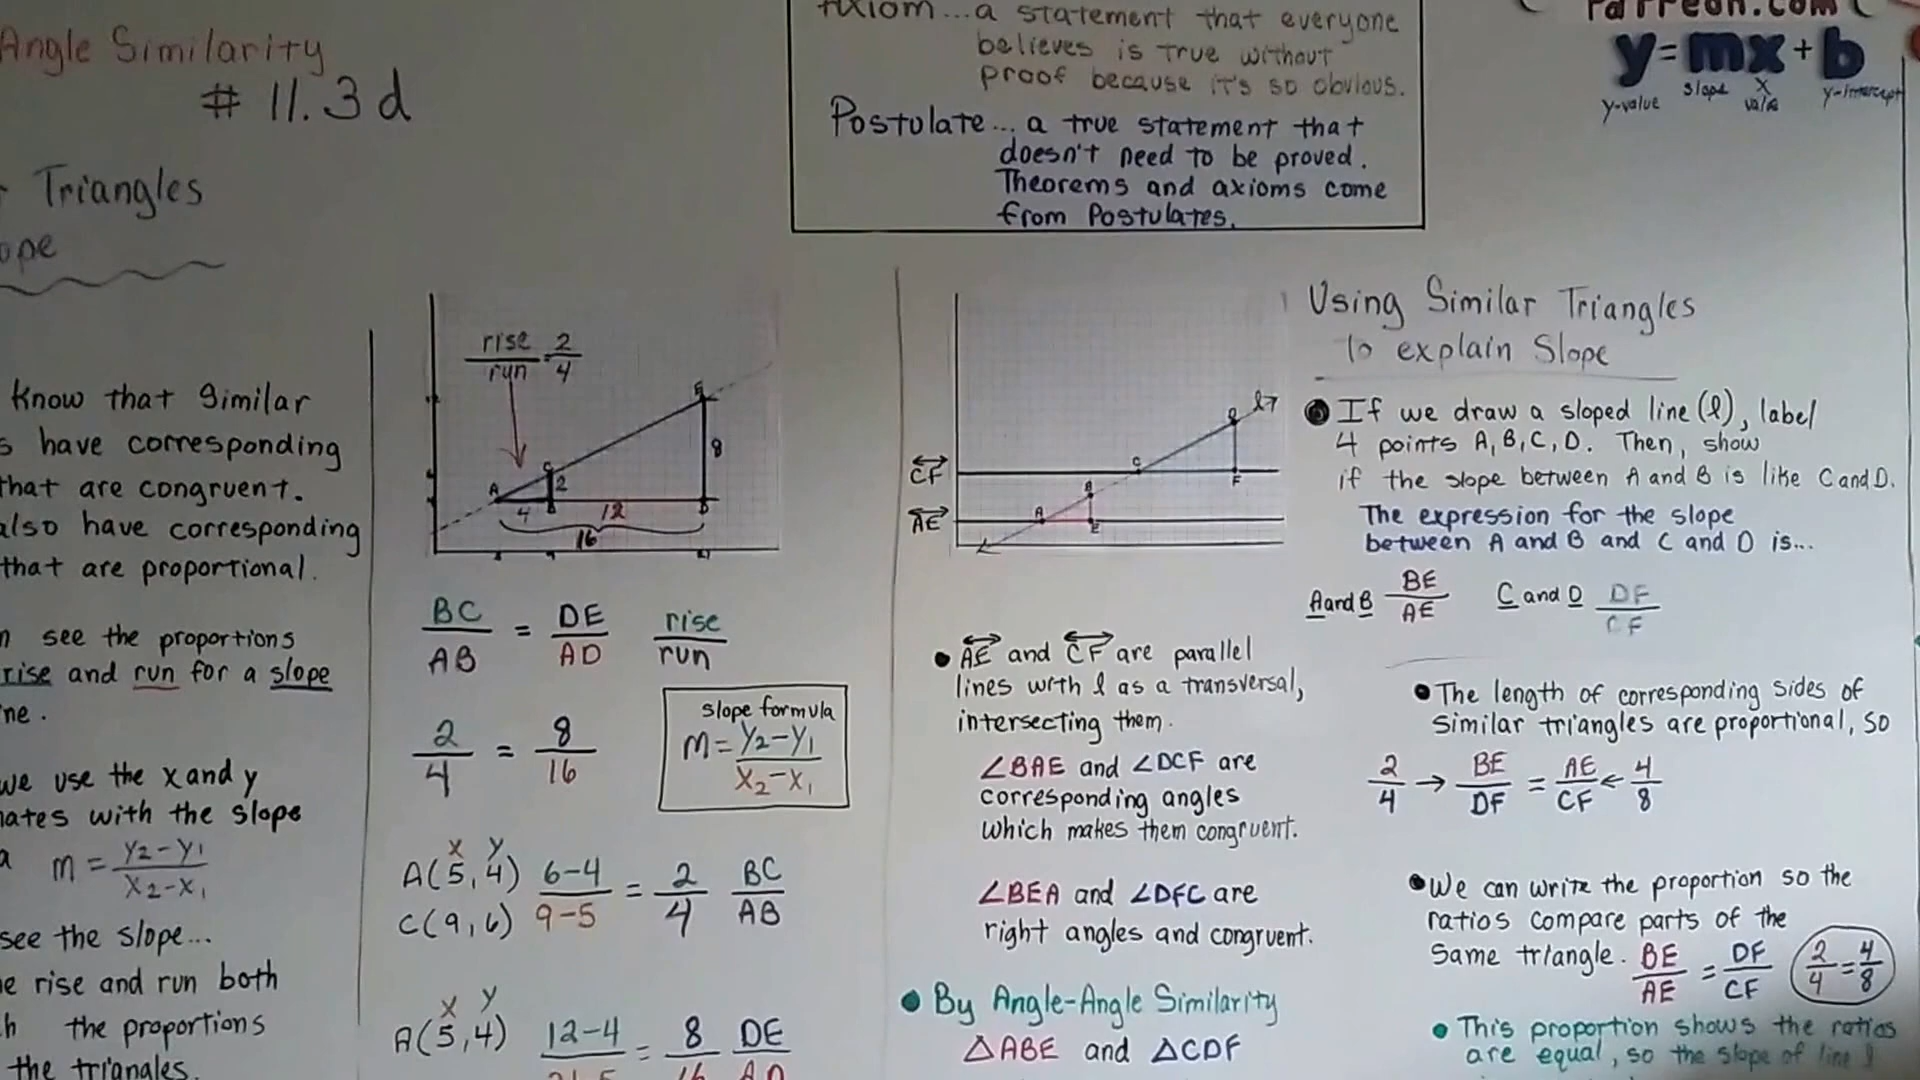 Angle Similarity
# 11.3d
Triangles
Axiom...a statement that everyone
believes is true without
proof because it's so obvious.
Postulate... a true statement that
doesn't need to be proved.
Theorems and axioms come
from Postulates.
Patreon.com
y=mx+b
y-value slope x value y-intercept
Know that Similar
s have corresponding
that are congruent.
also have corresponding
that are proportional.
see the proportions
rise and run for a slope
we use the x and y
with the slope
m = Y2-Y1
X2-X1
see the slope...
rise and run both
the proportions
the triangles.
rise 2
run = 4
A C E
2 8
4 B 12 D
16
BC = DE rise
AB AD run
2 = 8
4 16
slope formula
m = Y2-Y1
X2-X1
X Y
A(5,4) 6-4 = 2 BC
C(9,6) 9-5 4 AB
X Y
A(5,4) 12-4 = 8 DE
21-5 16 AD
l
D
CF C F
B
AE A E
AE and CF are parallel
lines with l as a transversal,
intersecting them.
∠BAE and ∠DCF are
corresponding angles
which makes them congruent.
∠BEA and ∠DFC are
right angles and congruent.
By Angle-Angle Similarity
△ABE and △CDF
Using Similar Triangles
To explain Slope
If we draw a sloped line (l), label
4 points A, B, C, D. Then, show
if the slope between A and B is like C and D.
The expression for the slope
between A and B and C and D is...
A and B BE C and D DF
AE CF
The length of corresponding sides of
Similar triangles are proportional, so
2 → BE = AE ← 4
4 DF CF 8
We can write the proportion so the
ratios compare parts of the
Same triangle. BE = DF 2 = 4
AE CF 4 8
This proportion shows the ratios
are equal, so the slope of line l